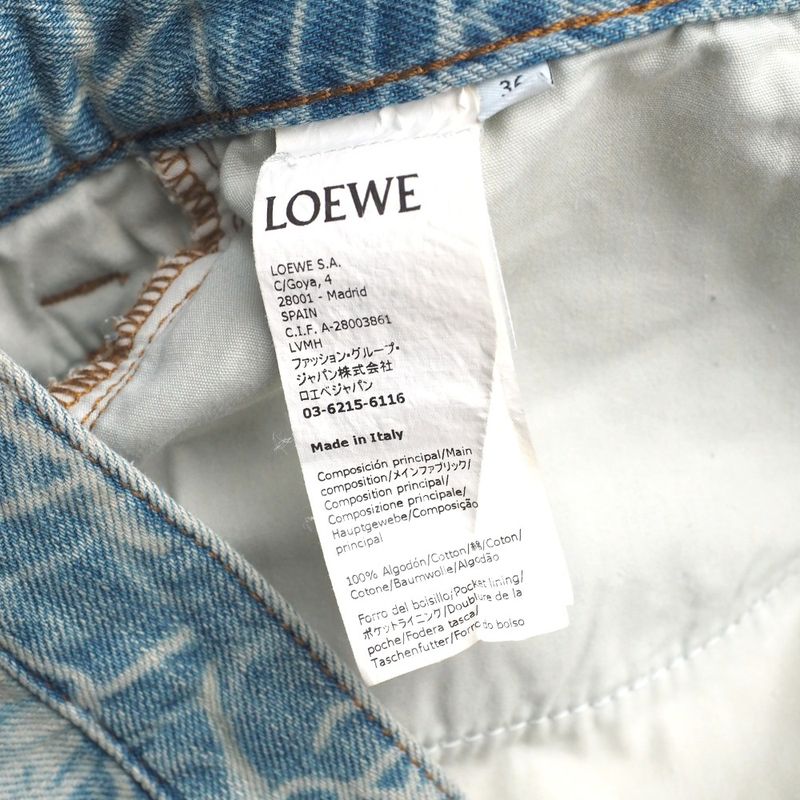 36
LOEWE
LOEWE S.A.
C/Goya, 4
28001 - Madrid
SPAIN
C.I.F. A-28003861
LVMH
ファッション・グループ・
ジャパン株式会社
ロエベジャパン
03-6215-6116
Made in Italy
Composición principal/Main
composition/メインファブリック/
Composition principal/
Composizione principale/
Hauptgewebe/Composição
principal
100% Algodón/Cotton/綿/Coton/
Cotone/Baumwolle/Algodão
Forro del bolsillo/Pocket lining/
ポケットライニング/Doublure de la
poche/Fodera tasca/
Taschenfutter/Forro do bolso